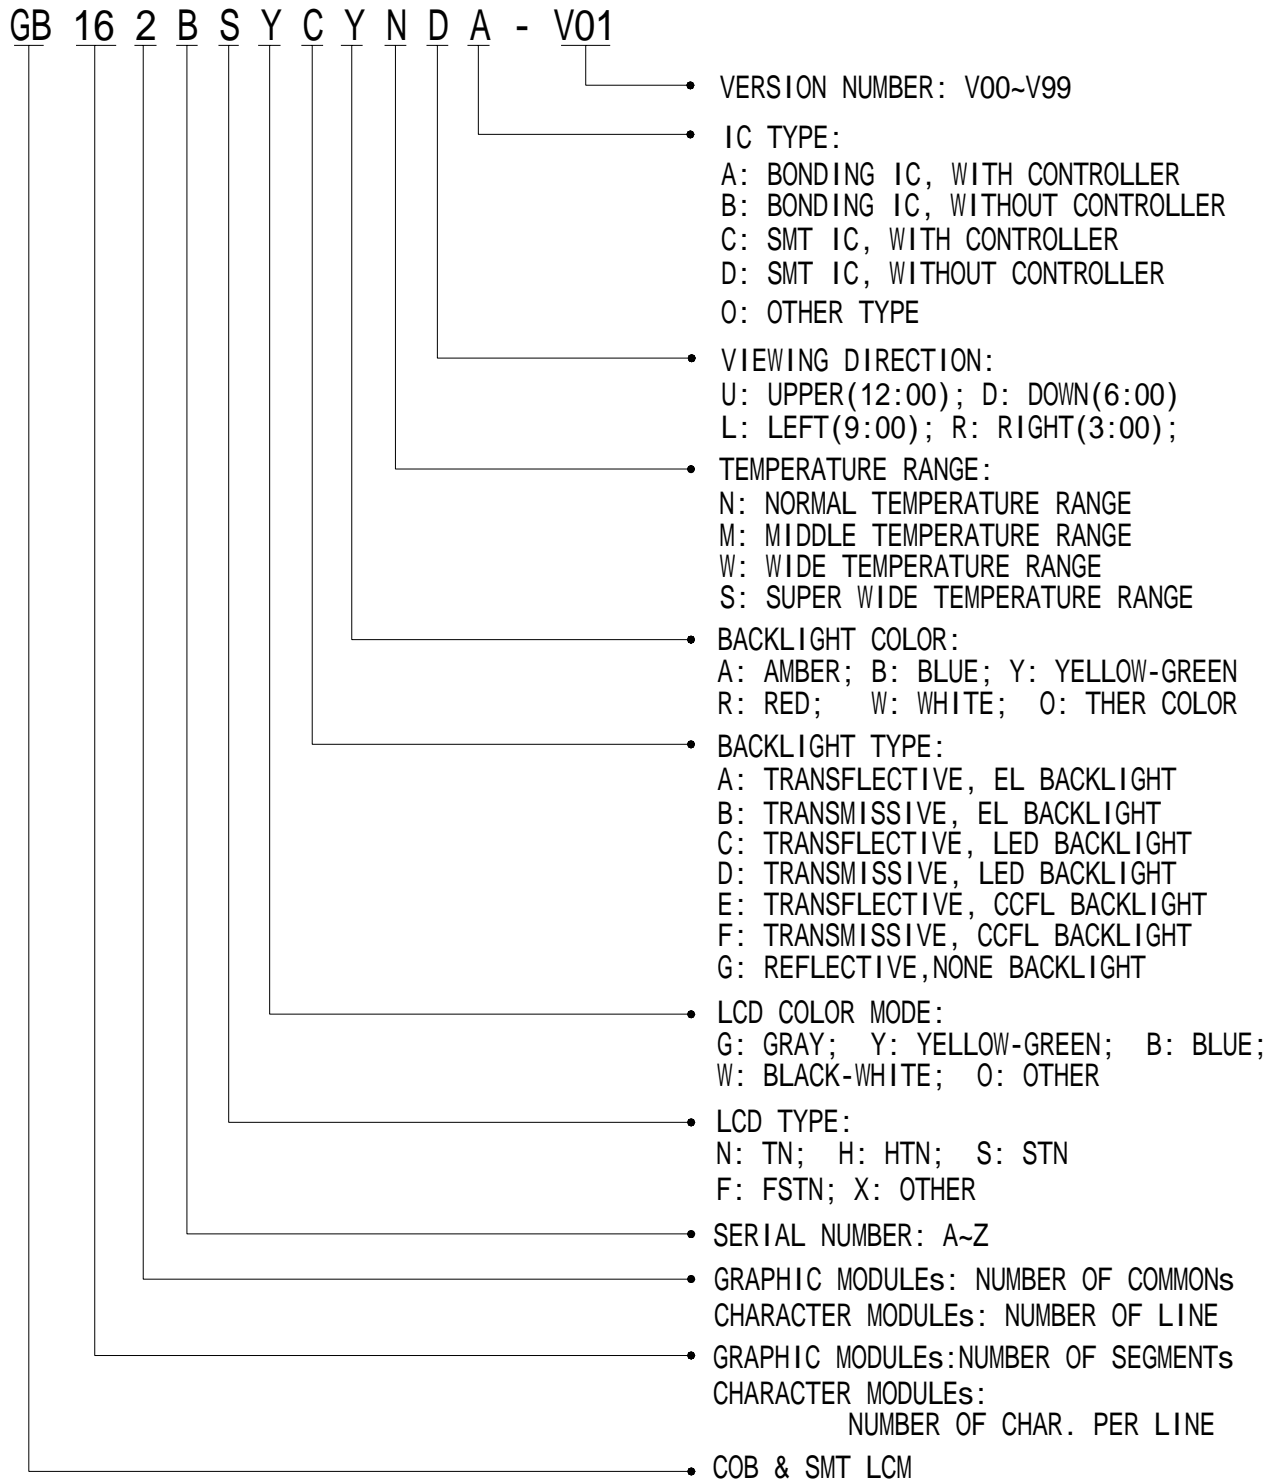 GB 16 2 B S Y C Y N D A - V01
VERSION NUMBER: V00~V99
IC TYPE:
A: BONDING IC, WITH CONTROLLER
B: BONDING IC, WITHOUT CONTROLLER
C: SMT IC, WITH CONTROLLER
D: SMT IC, WITHOUT CONTROLLER
O: OTHER TYPE
VIEWING DIRECTION:
U: UPPER(12:00); D: DOWN(6:00)
L: LEFT(9:00); R: RIGHT(3:00);
TEMPERATURE RANGE:
N: NORMAL TEMPERATURE RANGE
M: MIDDLE TEMPERATURE RANGE
W: WIDE TEMPERATURE RANGE
S: SUPER WIDE TEMPERATURE RANGE
BACKLIGHT COLOR:
A: AMBER; B: BLUE; Y: YELLOW-GREEN
R: RED; W: WHITE; O: THER COLOR
BACKLIGHT TYPE:
A: TRANSFLECTIVE, EL BACKLIGHT
B: TRANSMISSIVE, EL BACKLIGHT
C: TRANSFLECTIVE, LED BACKLIGHT
D: TRANSMISSIVE, LED BACKLIGHT
E: TRANSFLECTIVE, CCFL BACKLIGHT
F: TRANSMISSIVE, CCFL BACKLIGHT
G: REFLECTIVE,NONE BACKLIGHT
LCD COLOR MODE:
G: GRAY; Y: YELLOW-GREEN; B: BLUE;
W: BLACK-WHITE; O: OTHER
LCD TYPE:
N: TN; H: HTN; S: STN
F: FSTN; X: OTHER
SERIAL NUMBER: A~Z
GRAPHIC MODULEs: NUMBER OF COMMONs
CHARACTER MODULEs: NUMBER OF LINE
GRAPHIC MODULEs:NUMBER OF SEGMENTs
CHARACTER MODULEs:
NUMBER OF CHAR. PER LINE
COB & SMT LCM